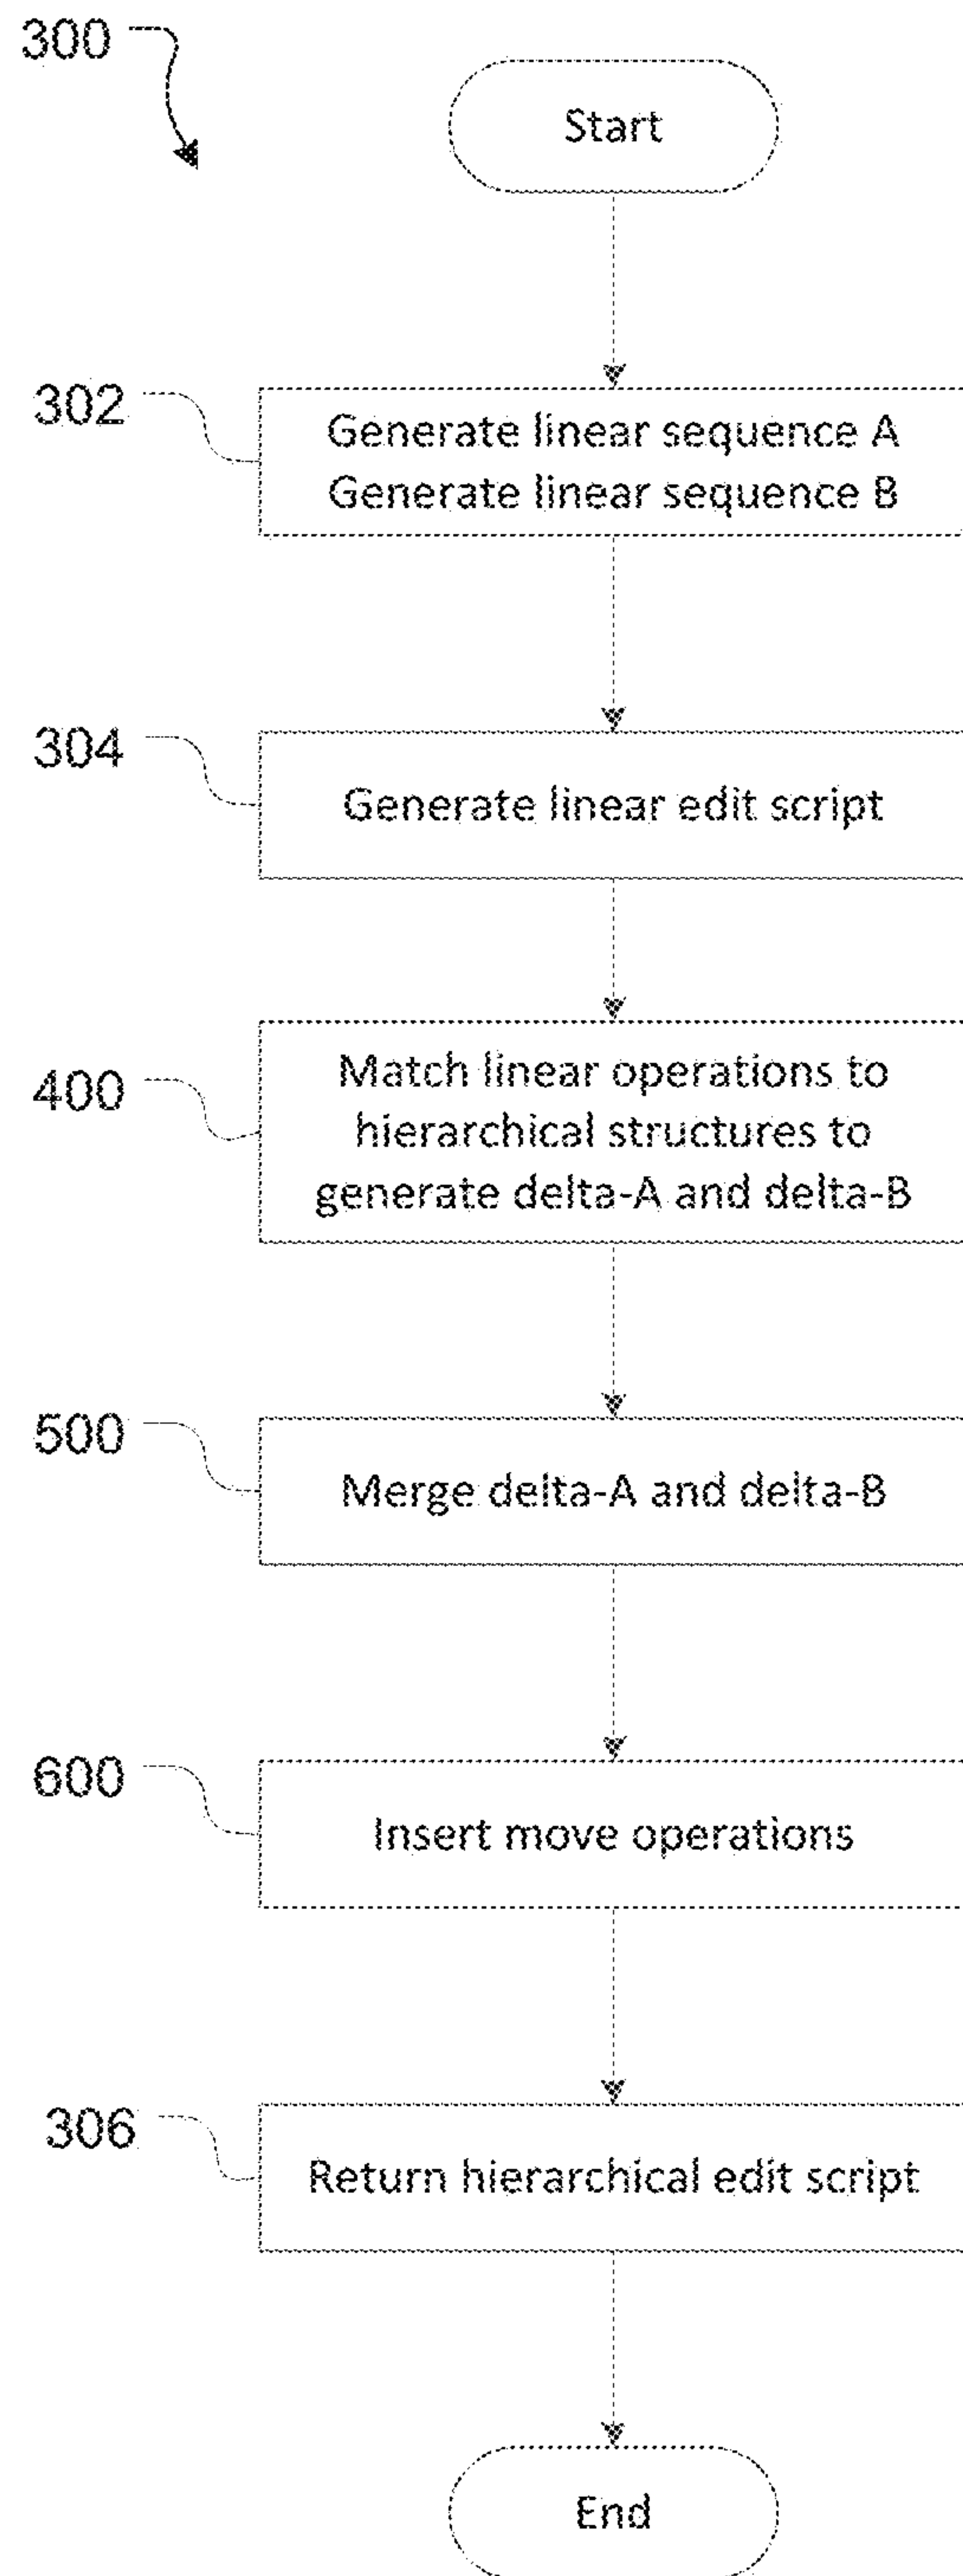 300
Start
302
Generate linear sequence A
Generate linear sequence B
304
Generate linear edit script
400
Match linear operations to
hierarchical structures to
generate delta-A and delta-B
500
Merge delta-A and delta-B
600
Insert move operations
306
Return hierarchical edit script
End